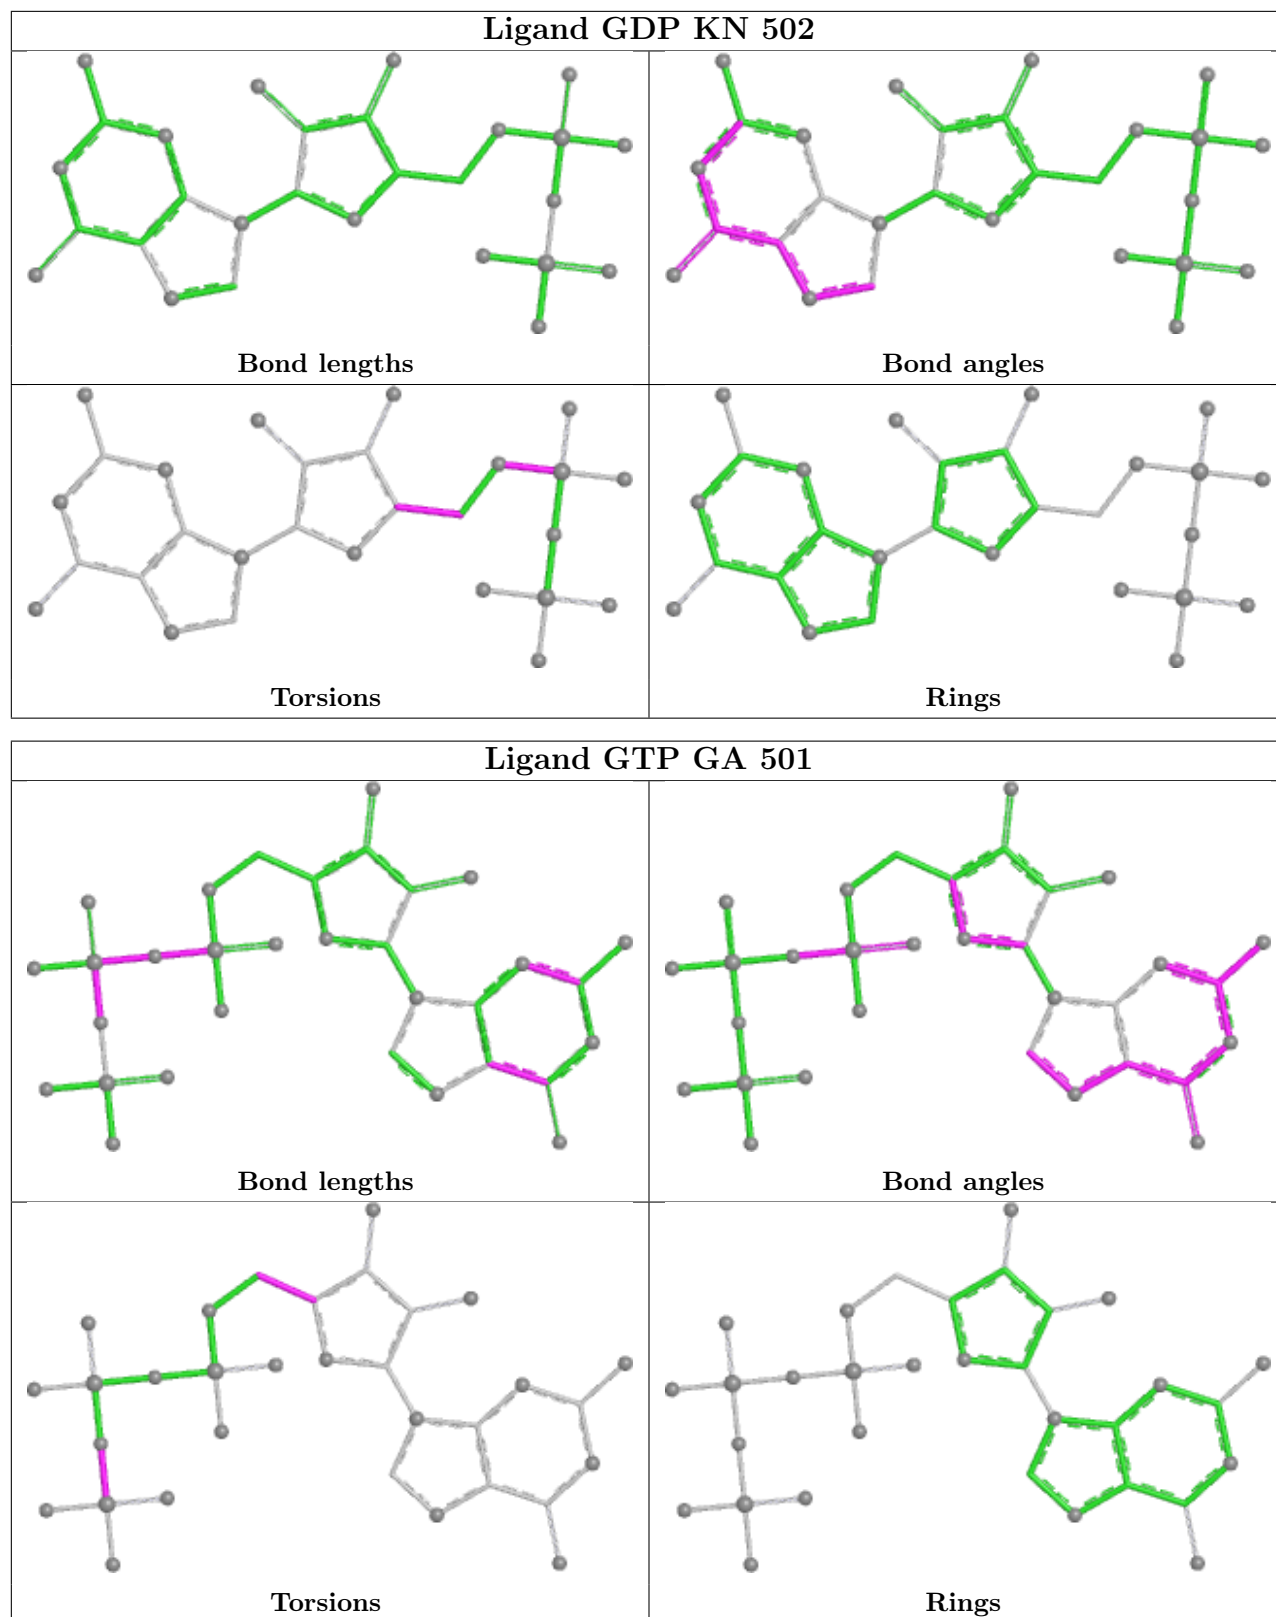 Ligand GDP KN 502
Bond lengths
Bond angles
Torsions
Rings
Ligand GTP GA 501
Bond lengths
Bond angles
Torsions
Rings